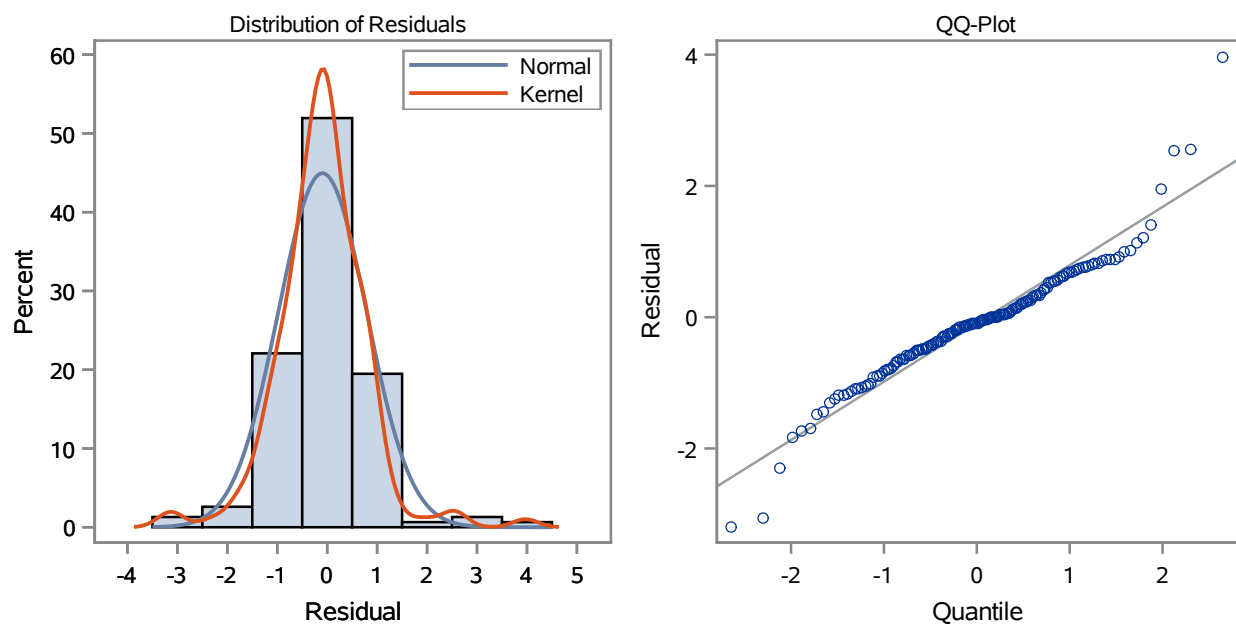 Distribution of Residuals
60
50
40
30
20
10
0
Percent
Normal
Kernel
-4 -3 -2 -1 0 1 2 3 4 5
Residual
QQ-Plot
4
2
0
-2
Residual
-2 -1 0 1 2
Quantile